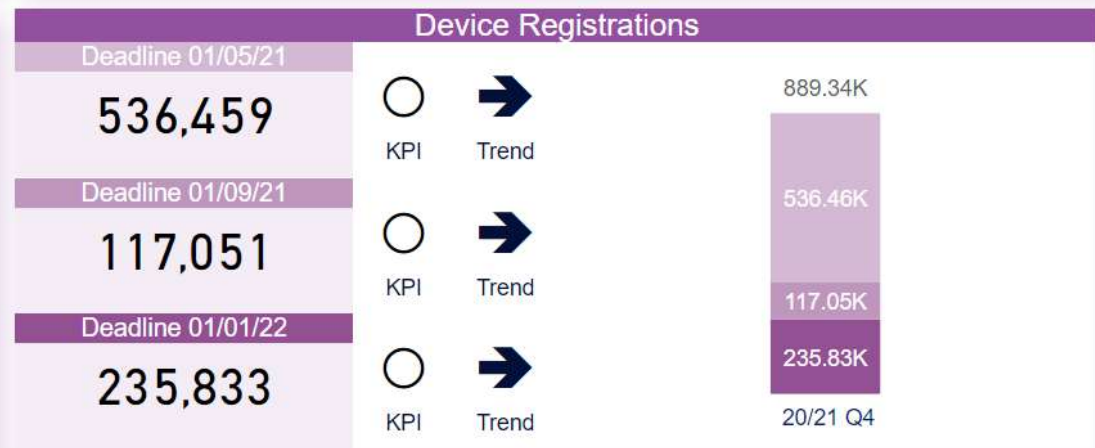 Device Registrations
Deadline 01/05/21
536,459
KPI
Trend
Deadline 01/09/21
117,051
KPI
Trend
Deadline 01/01/22
235,833
KPI
Trend
889.34K
536.46K
117.05K
235.83K
20/21 Q4